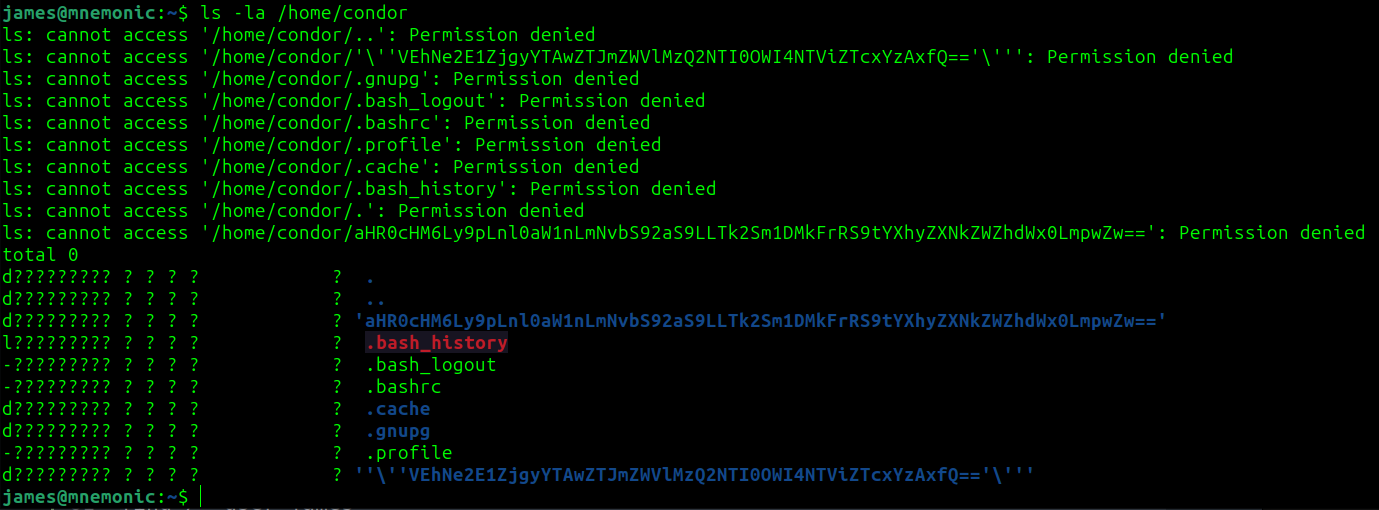 james@mnemonic:~$ ls -la /home/condor
ls: cannot access '/home/condor/..': Permission denied
ls: cannot access '/home/condor/'\''VEhNe2E1ZjgyYTAwZTJmZWVlMzQ2NTI0OWI4NTViZTcxYzAxfQ=='\''': Permission denied
ls: cannot access '/home/condor/.gnupg': Permission denied
ls: cannot access '/home/condor/.bash_logout': Permission denied
ls: cannot access '/home/condor/.bashrc': Permission denied
ls: cannot access '/home/condor/.profile': Permission denied
ls: cannot access '/home/condor/.cache': Permission denied
ls: cannot access '/home/condor/.bash_history': Permission denied
ls: cannot access '/home/condor/.': Permission denied
ls: cannot access '/home/condor/aHR0cHM6Ly9pLnl0aW1nLmNvbS92aS9LLTk2Sm1DMkFrRS9tYXhyZXNkZWZhdWx0LmpwZw==': Permission denied
total 0
d????????? ? ? ? ?            ?  .
d????????? ? ? ? ?            ?  ..
d????????? ? ? ? ?            ? 'aHR0cHM6Ly9pLnl0aW1nLmNvbS92aS9LLTk2Sm1DMkFrRS9tYXhyZXNkZWZhdWx0LmpwZw=='
l????????? ? ? ? ?            ?  .bash_history
-????????? ? ? ? ?            ?  .bash_logout
-????????? ? ? ? ?            ?  .bashrc
d????????? ? ? ? ?            ?  .cache
d????????? ? ? ? ?            ?  .gnupg
-????????? ? ? ? ?            ?  .profile
d????????? ? ? ? ?            ? ''\''VEhNe2E1ZjgyYTAwZTJmZWVlMzQ2NTI0OWI4NTViZTcxYzAxfQ=='\'''
james@mnemonic:~$